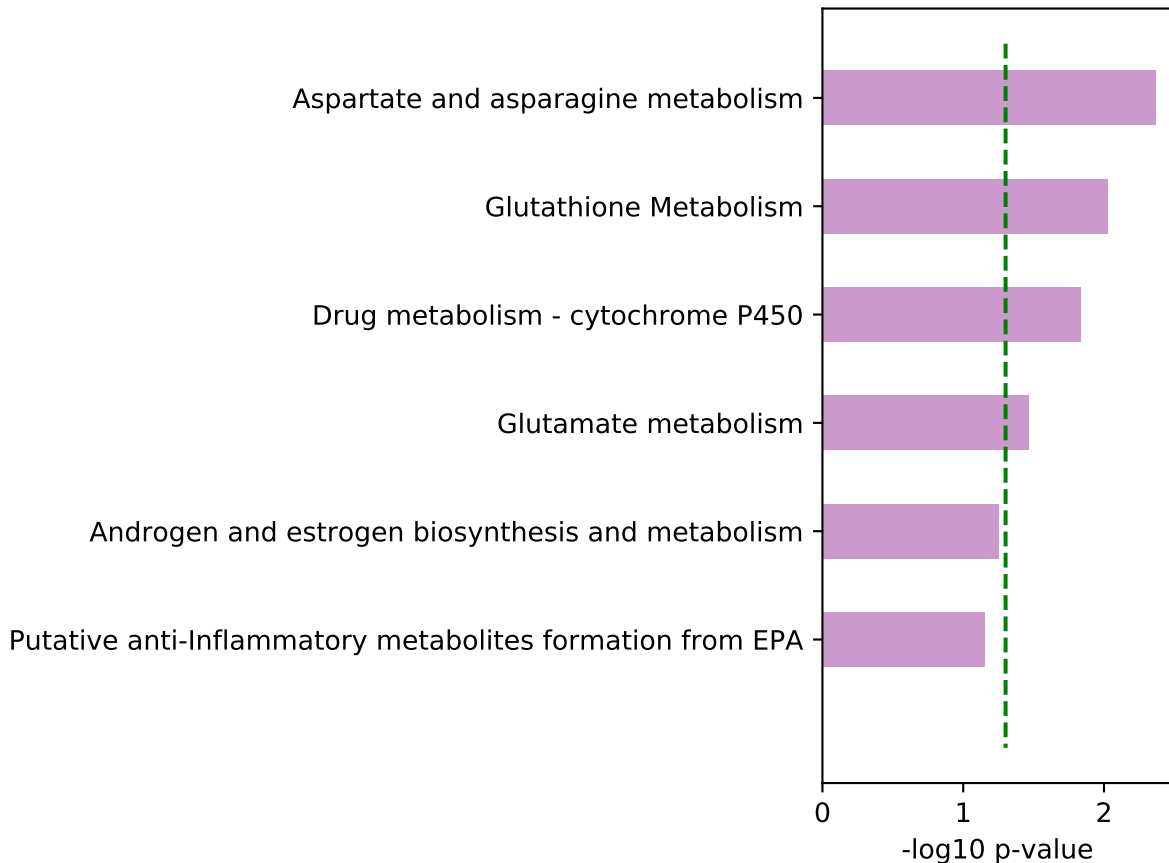 Aspartate and asparagine metabolism
Glutathione Metabolism
Drug metabolism - cytochrome P450
Glutamate metabolism
Androgen and estrogen biosynthesis and metabolism
Putative anti-Inflammatory metabolites formation from EPA
0 1 2
-log10 p-value